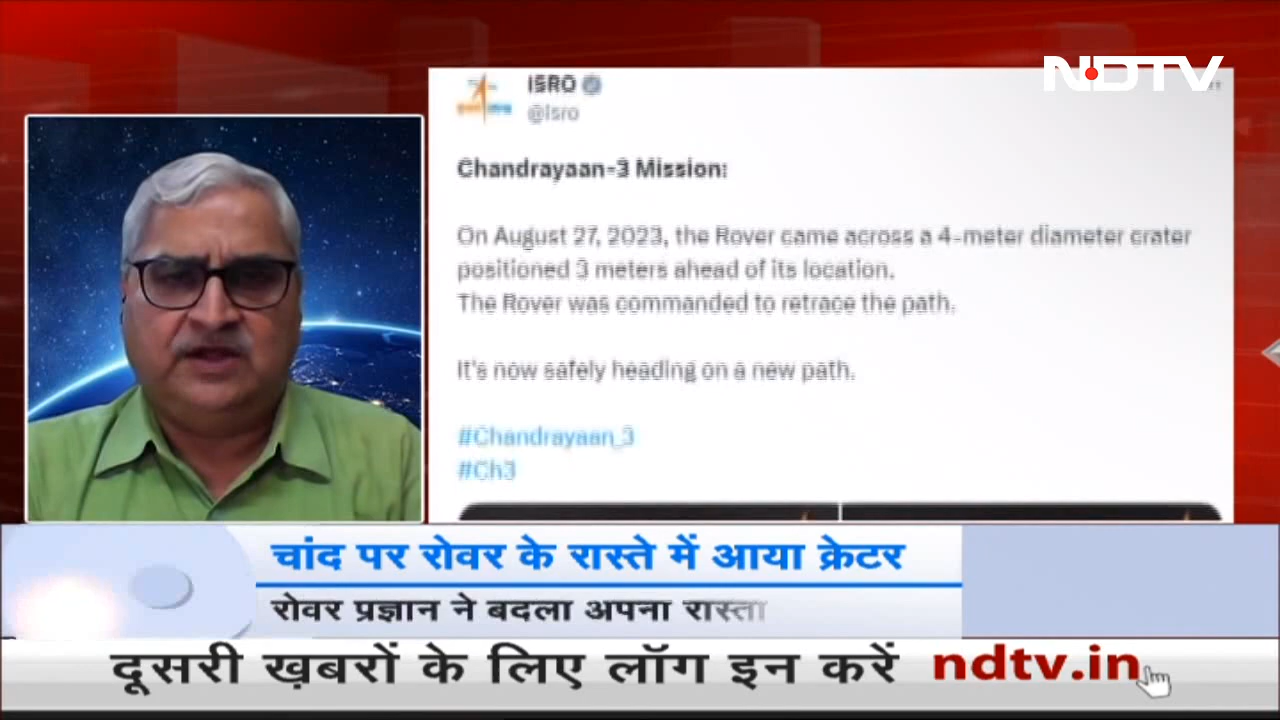 NDTV
ISRO
@isro
Chandrayaan-3 Mission:
On August 27, 2023, the Rover came across a 4-meter diameter crater
positioned 3 meters ahead of its location.
The Rover was commanded to retrace the path.
It's now safely heading on a new path.
#Chandrayaan_3
#Ch3
चांद पर रोवर के रास्ते में आया क्रेटर
रोवर प्रज्ञान ने बदला अपना रास्ता
दूसरी ख़बरों के लिए लॉग इन करें ndtv.in